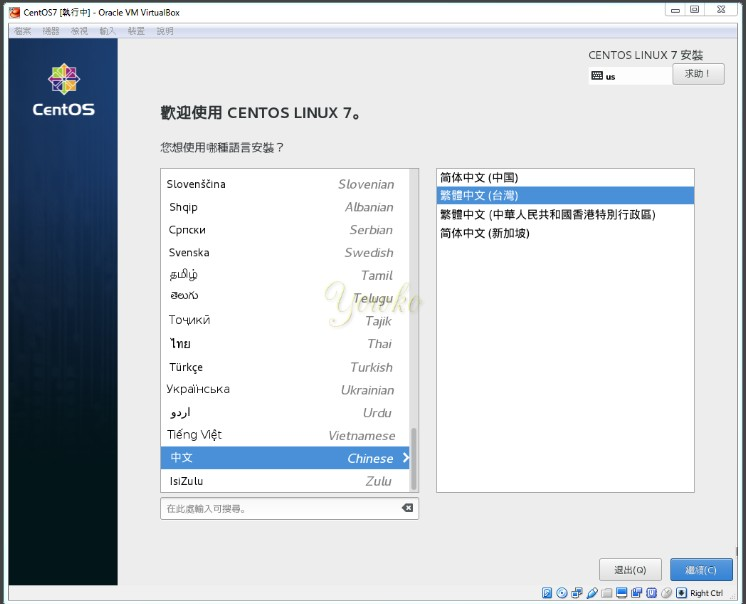 CentOS7 [執行中] - Oracle VM VirtualBox
檔案 機器 檢視 輸入 裝置 說明
CentOS
CENTOS LINUX 7 安裝
us
求助！
歡迎使用 CENTOS LINUX 7。
您想使用哪種語言安裝？
Slovenščina Slovenian
Shqip Albanian
Српски Serbian
Svenska Swedish
தமிழ் Tamil
తెలుగు Telugu
Тоҷикӣ Tajik
ไทย Thai
Türkçe Turkish
Українська Ukrainian
اردو Urdu
Tiếng Việt Vietnamese
中文 Chinese
IsiZulu Zulu
简体中文 (中国)
繁體中文 (台灣)
繁體中文 (中華人民共和國香港特別行政區)
简体中文 (新加坡)
Yowko
在此處輸入可搜尋。
退出(Q)
繼續(C)
Right Ctrl